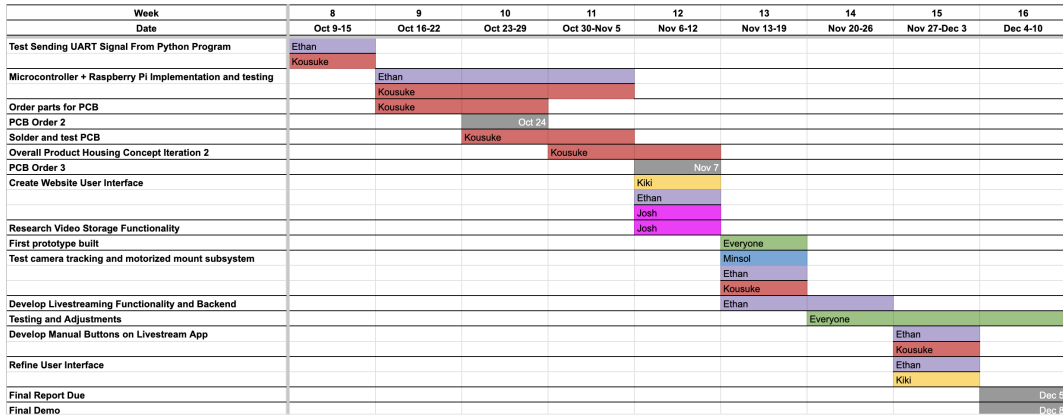 Week 8 9 10 11 12 13 14 15 16
Date Oct 9-15 Oct 16-22 Oct 23-29 Oct 30-Nov 5 Nov 6-12 Nov 13-19 Nov 20-26 Nov 27-Dec 3 Dec 4-10
Test Sending UART Signal From Python Program Ethan
Kousuke
Microcontroller + Raspberry Pi Implementation and testing Ethan
Kousuke
Order parts for PCB Kousuke
PCB Order 2 Oct 24
Solder and test PCB Kousuke
Overall Product Housing Concept Iteration 2 Kousuke
PCB Order 3 Nov 7
Create Website User Interface Kiki
Ethan
Josh
Research Video Storage Functionality Josh
First prototype built Everyone
Test camera tracking and motorized mount subsystem Minsol
Ethan
Kousuke
Develop Livestreaming Functionality and Backend Ethan
Testing and Adjustments Everyone
Develop Manual Buttons on Livestream App Ethan
Kousuke
Refine User Interface Ethan
Kiki
Final Report Due Dec
Final Demo Dec